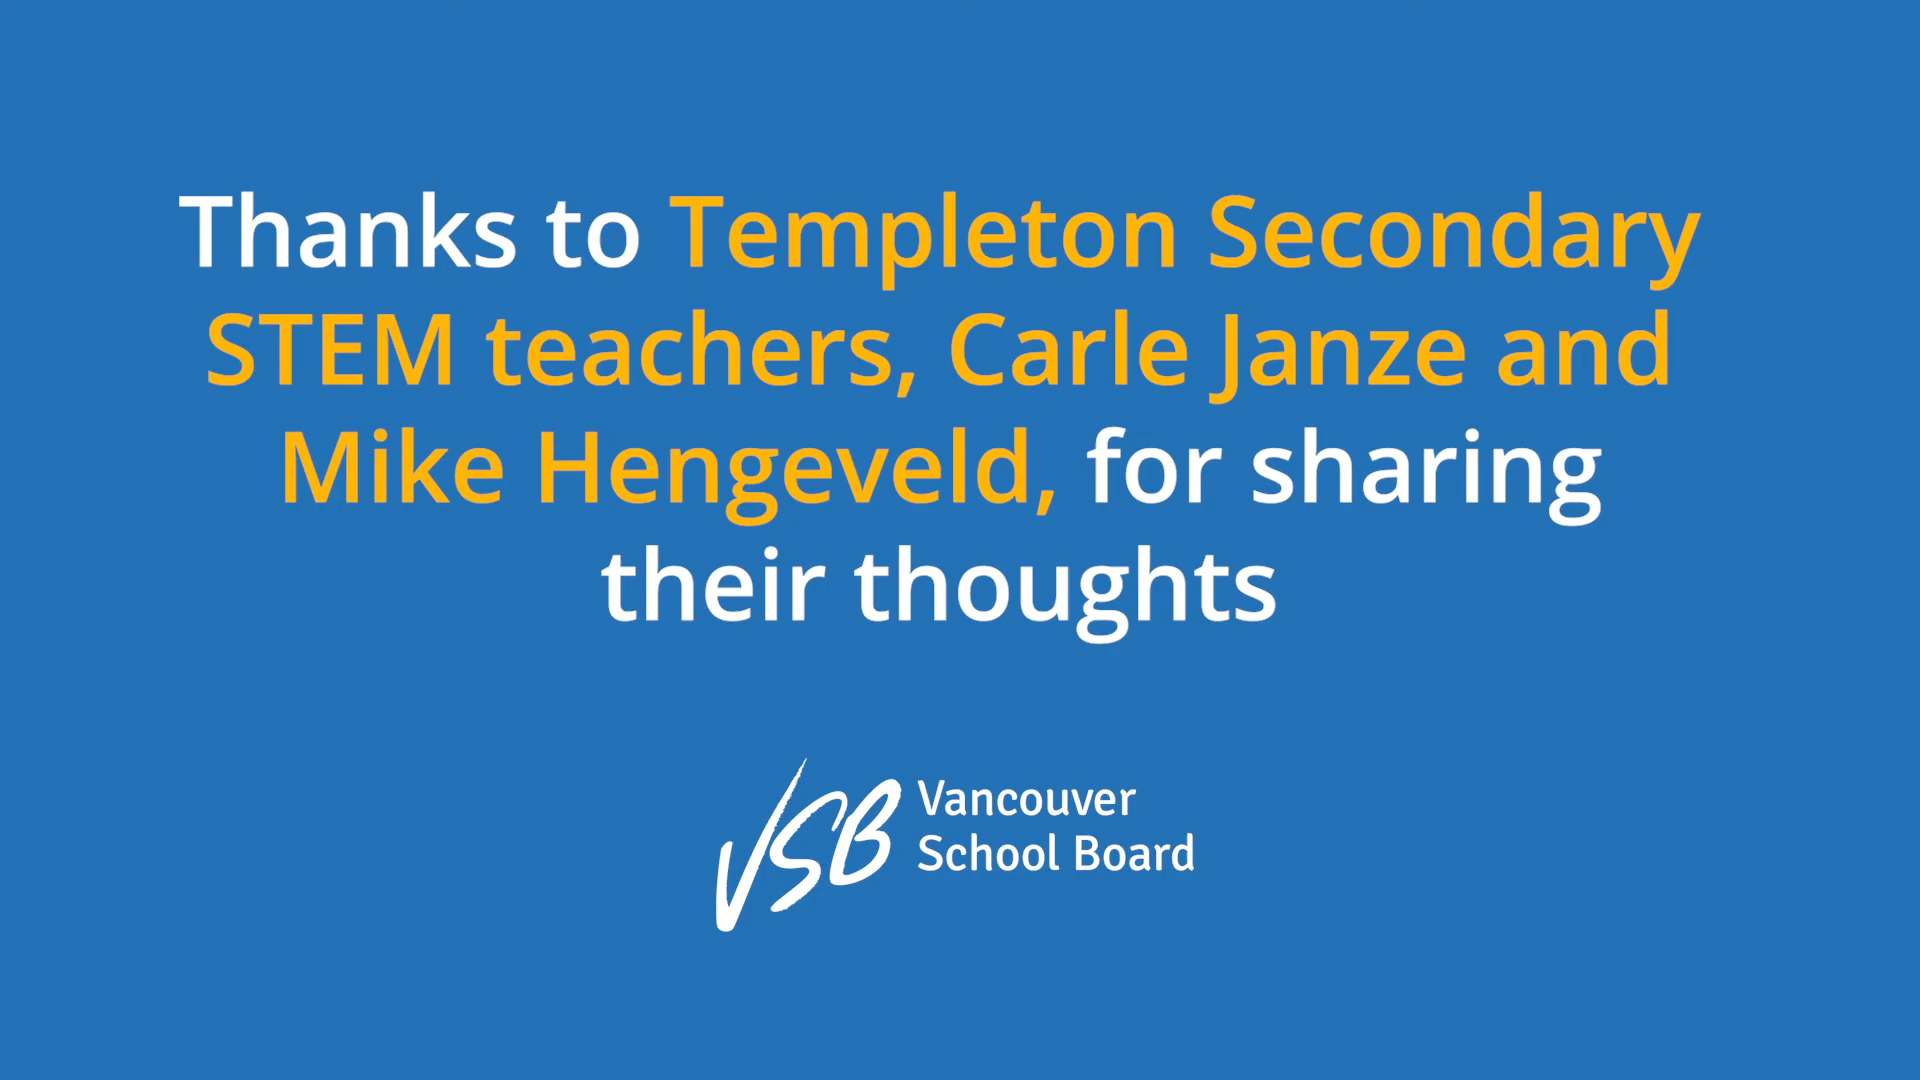 Thanks to Templeton Secondary
STEM teachers, Carle Janze and
Mike Hengeveld, for sharing
their thoughts
VSB
Vancouver
School Board